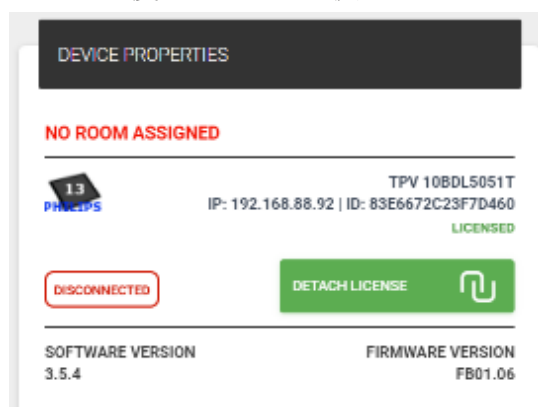 DEVICE PROPERTIES
NO ROOM ASSIGNED
13
PHILIPS
TPV 10BDL5051T
IP: 192.168.88.92 | ID: 83E6672C23F7D460
LICENSED
DISCONNECTED
DETACH LICENSE
SOFTWARE VERSION
3.5.4
FIRMWARE VERSION
FB01.06